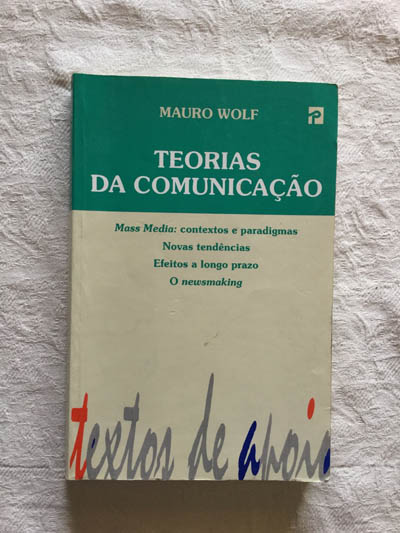 MAURO WOLF
P
TEORIAS
DA COMUNICAÇÃO
Mass Media: contextos e paradigmas
Novas tendências
Efeitos a longo prazo
O newsmaking
textos de apoio